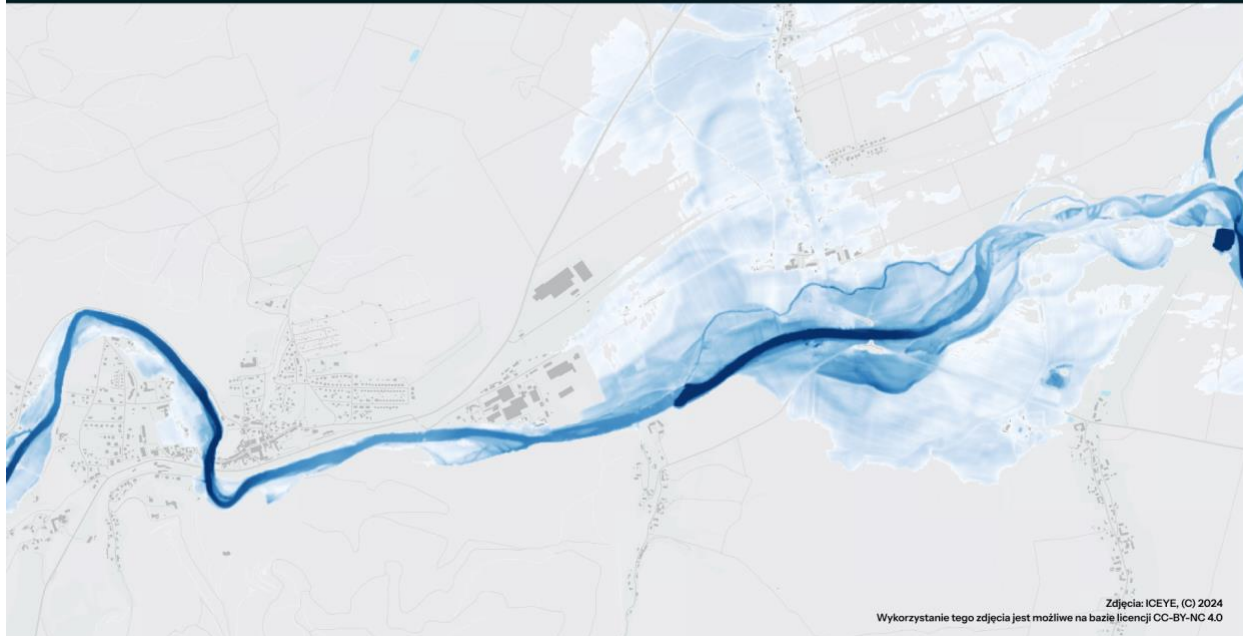 Zdjęcia: ICEYE, (C) 2024
Wykorzystanie tego zdjęcia jest możliwe na bazie licencji CC-BY-NC 4.0